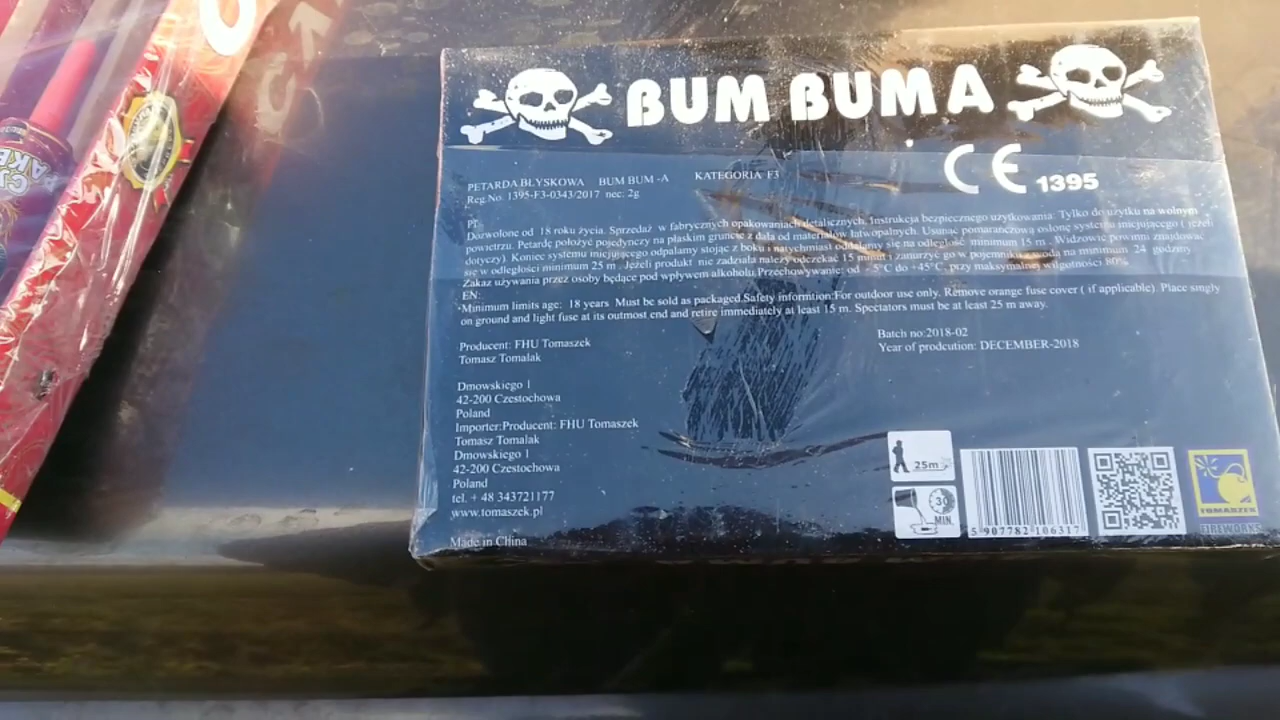 BUM BUM A
CE 1395
PETARDA BŁYSKOWA BUM BUM -A KATEGORIA F3
Reg.No. 1395-F3-0343/2017 nec: 2g
PT:
Dozwolone od 18 roku życia. Sprzedaż w fabrycznych opakowaniach detalicznych. Instrukcja bezpiecznego uzytkowania: Tylko do użytku na wolnym
powietrzu. Petardę położyć pojedynczy na płaskim gruncie z dala od materiałów łatwopalnych. Usunąć pomarańczową osłonę systemu inicjującego ( jeżeli
dotyczy). Koniec systemu inicjującego odpalamy stojąc z boku i natychmiast oddalamy się na odległość minimum 15 m . Widzowie powinni znajdować
się w odległości minimum 25 m . Jeżeli produkt nie zadziała należy odczekać 15 minut i zanurzyć go w pojemniku z wodą na minimum 24 godziny
Zakaz używania przez osoby będące pod wpływem alkoholu.Przechowywanie: od - 5°C do +45°C, przy maksymalnej wilgotności 80%
EN:
Minimum limits age: 18 years Must be sold as packaged.Safety informtion:For outdoor use only. Remove orange fuse cover ( if applicable). Place singly
on ground and light fuse at its outmost end and retire immediately at least 15 m. Spectators must be at least 25 m away.
Batch no:2018-02
Year of prodcution: DECEMBER-2018
Producent: FHU Tomaszek
Tomasz Tomalak
Dmowskiego 1
42-200 Czestochowa
Poland
Importer:Producent: FHU Tomaszek
Tomasz Tomalak
Dmowskiego 1
42-200 Czestochowa
Poland
tel. + 48 343721177
www.tomaszek.pl
Made in China
25m
30
MIN.
5 907782 106317
TOMASZEK
FIREWORKS